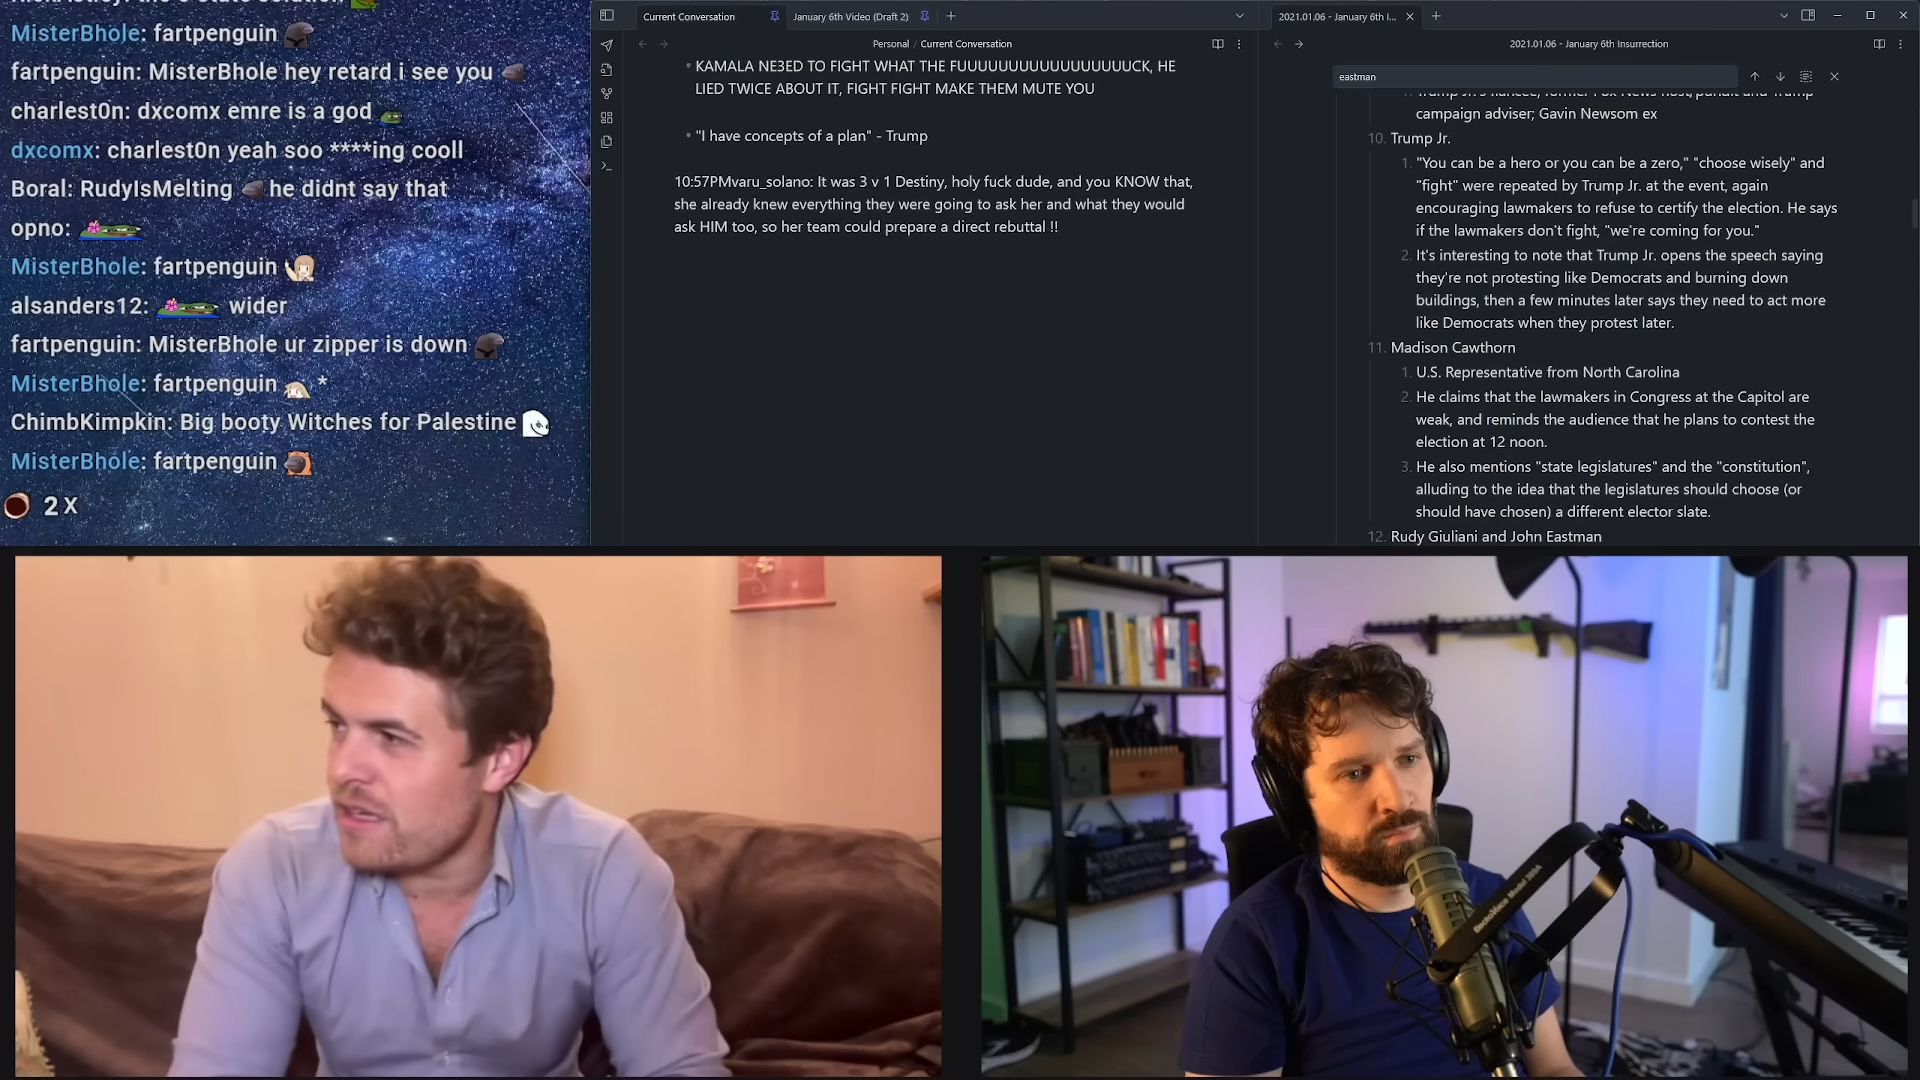 MisterBhole: fartpenguin
fartpenguin: MisterBhole hey retard i see you
charlest0n: dxcomx emre is a god
dxcomx: charlest0n yeah soo ****ing cooll
Boral: RudyIsMelting he didnt say that
opno:
MisterBhole: fartpenguin
alsanders12: wider
fartpenguin: MisterBhole ur zipper is down
MisterBhole: fartpenguin *
ChimbKimpkin: Big booty Witches for Palestine
MisterBhole: fartpenguin
2 X
Current Conversation
January 6th Video (Draft 2)
Personal / Current Conversation
• KAMALA NE3ED TO FIGHT WHAT THE FUUUUUUUUUUUUUUUUUCK, HE
LIED TWICE ABOUT IT, FIGHT FIGHT MAKE THEM MUTE YOU
• "I have concepts of a plan" - Trump
10:57PMvaru_solano: It was 3 v 1 Destiny, holy fuck dude, and you KNOW that,
she already knew everything they were going to ask her and what they would
ask HIM too, so her team could prepare a direct rebuttal !!
2021.01.06 - January 6th I...
2021.01.06 - January 6th Insurrection
eastman
campaign adviser; Gavin Newsom ex
10. Trump Jr.
1. "You can be a hero or you can be a zero," "choose wisely" and
"fight" were repeated by Trump Jr. at the event, again
encouraging lawmakers to refuse to certify the election. He says
if the lawmakers don't fight, "we're coming for you."
2. It's interesting to note that Trump Jr. opens the speech saying
they're not protesting like Democrats and burning down
buildings, then a few minutes later says they need to act more
like Democrats when they protest later.
11. Madison Cawthorn
1. U.S. Representative from North Carolina
2. He claims that the lawmakers in Congress at the Capitol are
weak, and reminds the audience that he plans to contest the
election at 12 noon.
3. He also mentions "state legislatures" and the "constitution",
alluding to the idea that the legislatures should choose (or
should have chosen) a different elector slate.
12. Rudy Giuliani and John Eastman